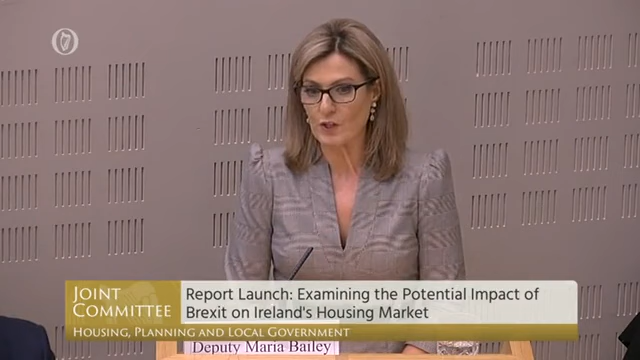 JOINT
COMMITTEE
Report Launch: Examining the Potential Impact of
Brexit on Ireland's Housing Market
HOUSING, PLANNING AND LOCAL GOVERNMENT
Deputy Maria Bailey